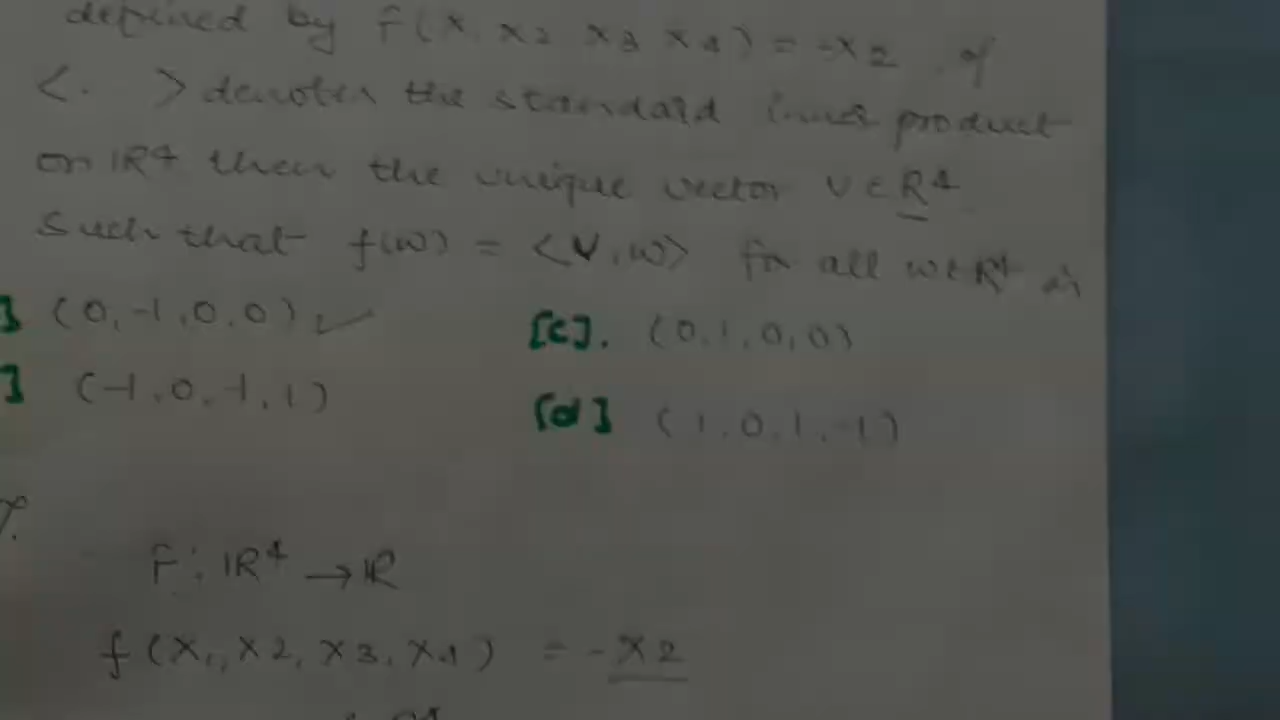 defined by f(x, x2 x3 x4) = -x2 . of
< . > denotes the standard inner product
on IR4 then the unique vector V ∈ R4
Such that f(w) = <V, w> for all w ∈ R4 is
] (0, -1, 0, 0) ✓ [c]. (0, 1, 0, 0)
] (-1, 0, -1, 1) [d] (1, 0, 1, -1)
F : IR4 → IR
f (x1, x2, x3, x4) = - x2